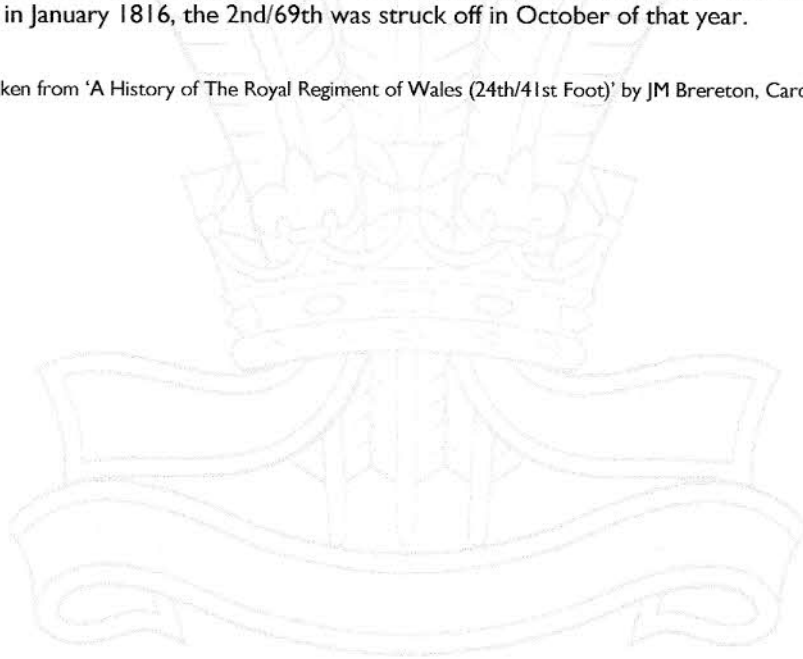 in January 1816, the 2nd/69th was struck off in October of that year.
ken from ‘A History of The Royal Regiment of Wales (24th/41st Foot)’ by JM Brereton,